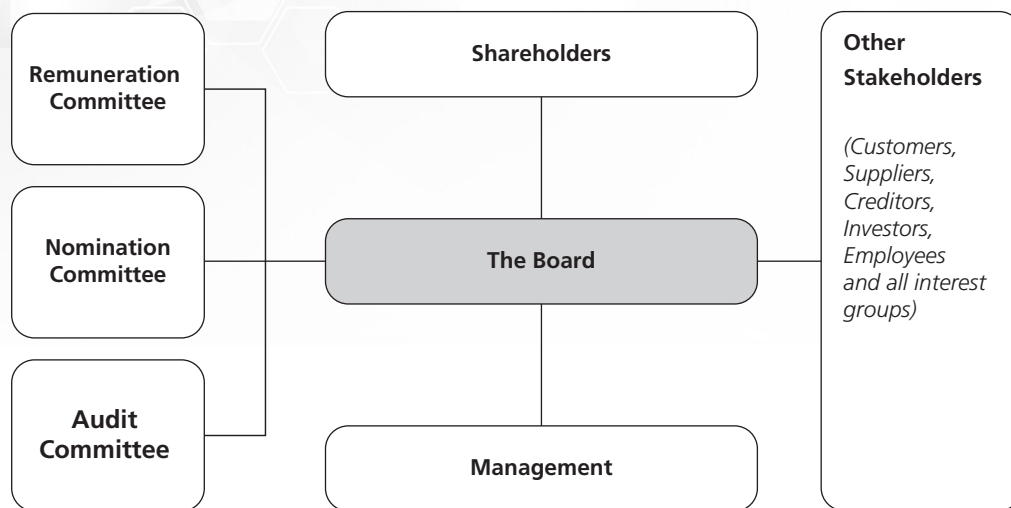 Remuneration
Committee
Nomination
Committee
Audit
Committee
Shareholders
The Board
Management
Other
Stakeholders
(Customers,
Suppliers,
Creditors,
Investors,
Employees
and all interest
groups)